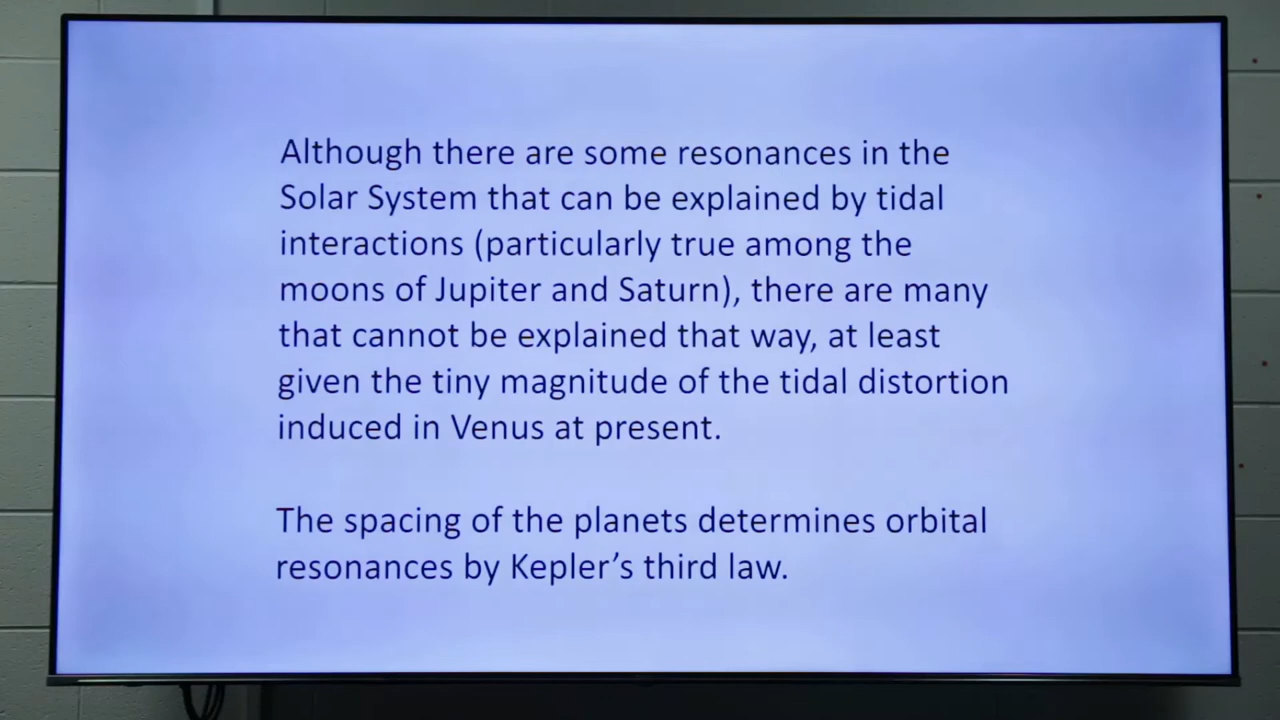 Although there are some resonances in the
Solar System that can be explained by tidal
interactions (particularly true among the
moons of Jupiter and Saturn), there are many
that cannot be explained that way, at least
given the tiny magnitude of the tidal distortion
induced in Venus at present.
The spacing of the planets determines orbital
resonances by Kepler’s third law.